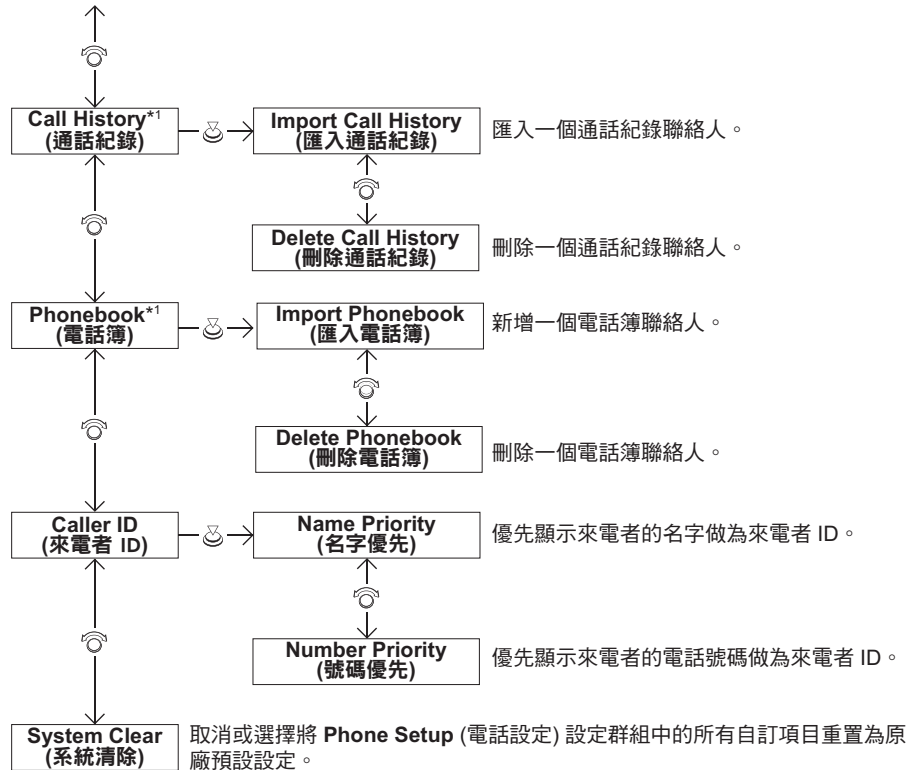 Call History*1
(通話紀錄)
Import Call History
(匯入通話紀錄)
匯入一個通話紀錄聯絡人。
Delete Call History
(刪除通話紀錄)
刪除一個通話紀錄聯絡人。
Phonebook*1
(電話簿)
Import Phonebook
(匯入電話簿)
新增一個電話簿聯絡人。
Delete Phonebook
(刪除電話簿)
刪除一個電話簿聯絡人。
Caller ID
(來電者 ID)
Name Priority
(名字優先)
優先顯示來電者的名字做為來電者 ID。
Number Priority
(號碼優先)
優先顯示來電者的電話號碼做為來電者 ID。
System Clear
(系統清除)
取消或選擇將 Phone Setup (電話設定) 設定群組中的所有自訂項目重置為原
廠預設設定。